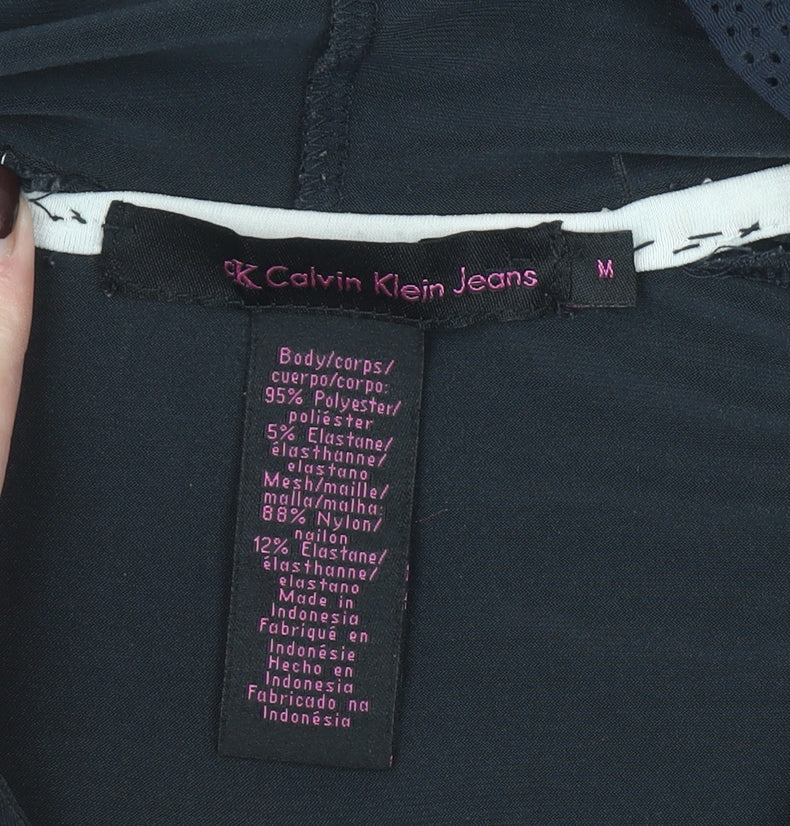 cK Calvin Klein Jeans
M
Body/corps/
cuerpo/corpo:
95% Polyester/
poliéster
5% Elastane/
élasthanne/
elastano
Mesh/maille/
malla/malha:
88% Nylon/
nailón
12% Elastane/
élasthanne/
elastano
Made in
Indonesia
Fabriqué en
Indonésie
Hecho en
Indonesia
Fabricado na
Indonésia